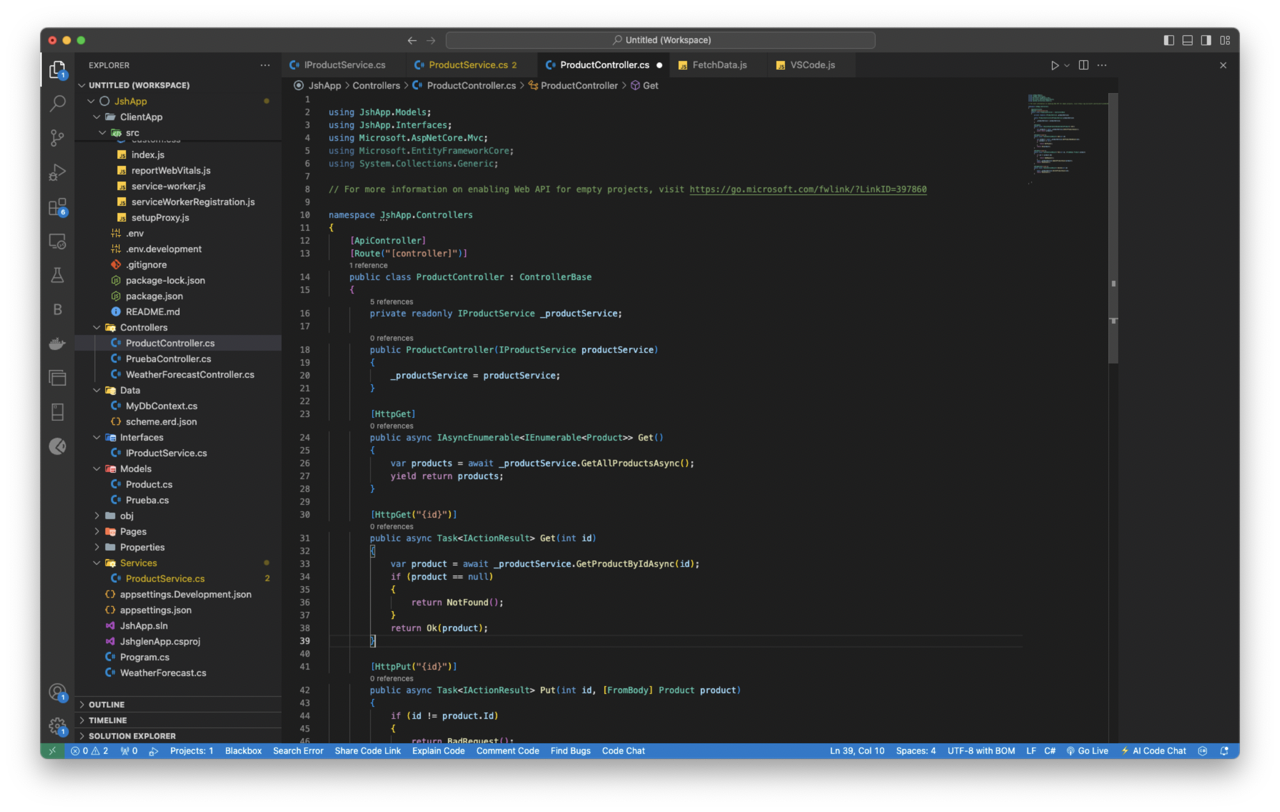 Untitled (Workspace)
EXPLORER
IProductService.cs
ProductService.cs 2
ProductController.cs
FetchData.js
VSCode.js
UNTITLED (WORKSPACE)
JshApp
ClientApp
src
custom.css
index.js
reportWebVitals.js
service-worker.js
serviceWorkerRegistration.js
setupProxy.js
.env
.env.development
.gitignore
package-lock.json
package.json
README.md
Controllers
ProductController.cs
PruebaController.cs
WeatherForecastController.cs
Data
MyDbContext.cs
scheme.erd.json
Interfaces
IProductService.cs
Models
Product.cs
Prueba.cs
obj
Pages
Properties
Services
ProductService.cs 2
appsettings.Development.json
appsettings.json
JshApp.sln
JshglenApp.csproj
Program.cs
WeatherForecast.cs
OUTLINE
TIMELINE
SOLUTION EXPLORER
1
6
B
1
1
JshApp > Controllers > ProductController.cs > ProductController > Get
1
2 using JshApp.Models;
3 using JshApp.Interfaces;
4 using Microsoft.AspNetCore.Mvc;
5 using Microsoft.EntityFrameworkCore;
6 using System.Collections.Generic;
7
8 // For more information on enabling Web API for empty projects, visit https://go.microsoft.com/fwlink/?LinkID=397860
9
10 namespace JshApp.Controllers
11 {
12 [ApiController]
13 [Route("[controller]")]
1 reference
14 public class ProductController : ControllerBase
15 {
5 references
16 private readonly IProductService _productService;
17
0 references
18 public ProductController(IProductService productService)
19 {
20 _productService = productService;
21 }
22
23 [HttpGet]
0 references
24 public async IAsyncEnumerable<IEnumerable<Product>> Get()
25 {
26 var products = await _productService.GetAllProductsAsync();
27 yield return products;
28 }
29
30 [HttpGet("{id}")]
0 references
31 public async Task<IActionResult> Get(int id)
32 {
33 var product = await _productService.GetProductByIdAsync(id);
34 if (product == null)
35 {
36 return NotFound();
37 }
38 return Ok(product);
39 }
40
41 [HttpPut("{id}")]
0 references
42 public async Task<IActionResult> Put(int id, [FromBody] Product product)
43 {
44 if (id != product.Id)
45 {
46 return BadRequest();
0 2 0 Projects: 1 Blackbox Search Error Share Code Link Explain Code Comment Code Find Bugs Code Chat Ln 39, Col 10 Spaces: 4 UTF-8 with BOM LF C# Go Live AI Code Chat